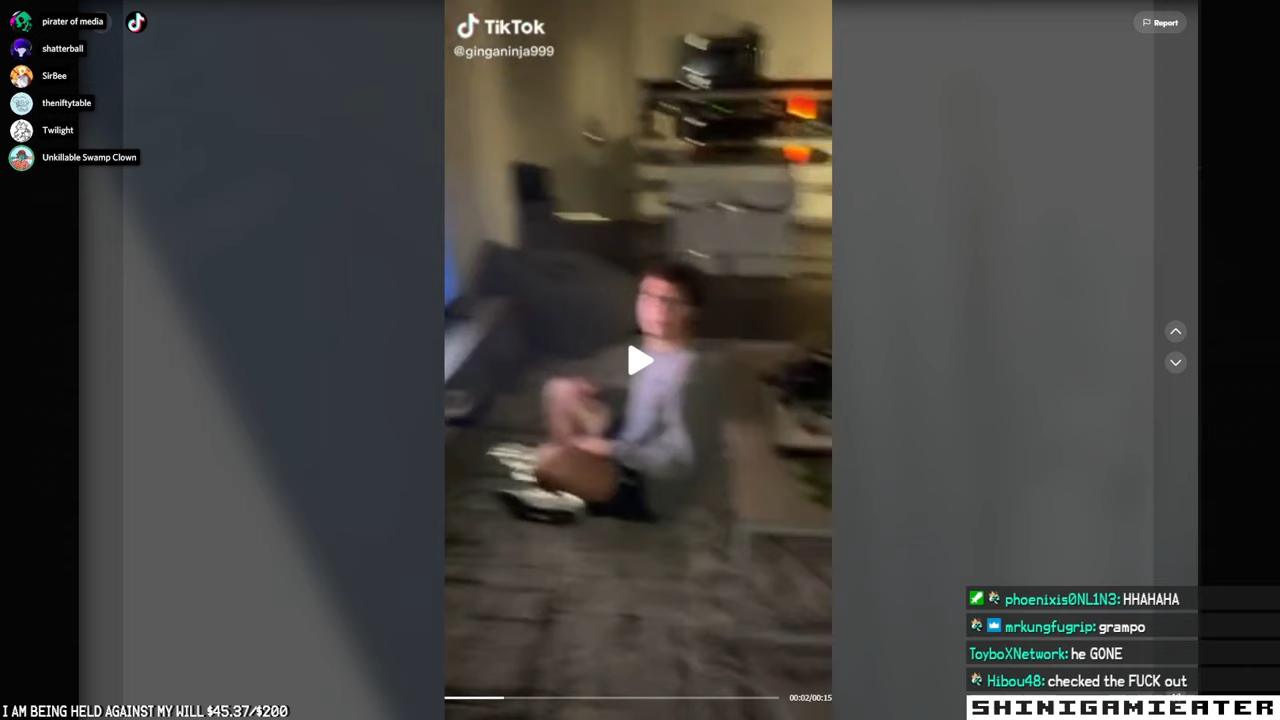 pirater of media
shatterball
SirBee
theniftytable
Twilight
Unkillable Swamp Clown
TikTok
@ginganinja999
Report
00:02/00:15
phoenixis0NL1N3: HHAHAHA
mrkungfugrip: grampo
ToyboXNetwork: he GONE
Hibou48: checked the FUCK out
SHINIGAMIEATER
I AM BEING HELD AGAINST MY WILL $45.37/$200